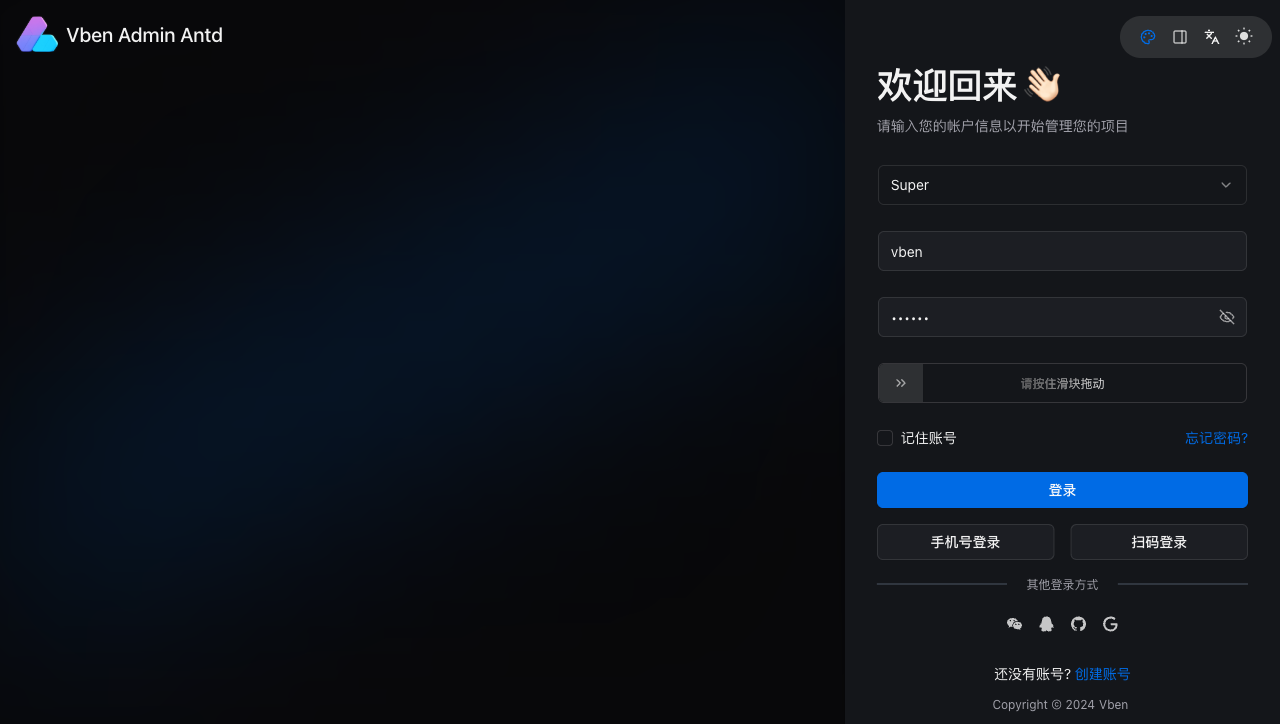 Vben Admin Antd
欢迎回来 👋🏻
请输入您的帐户信息以开始管理您的项目
Super
vben
••••••
请按住滑块拖动
记住账号
忘记密码?
登录
手机号登录
扫码登录
其他登录方式
还没有账号? 创建账号
Copyright © 2024 Vben